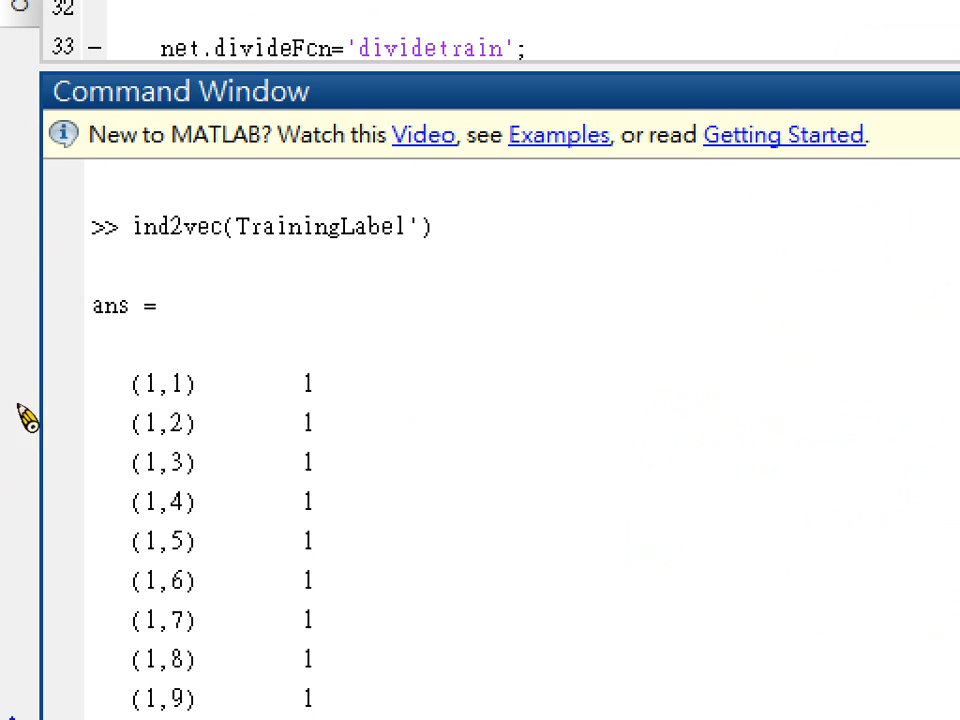 32
33 – net.divideFcn='dividetrain';
Command Window
New to MATLAB? Watch this Video, see Examples, or read Getting Started.
>> ind2vec(TrainingLabel')
ans =
(1,1) 1
(1,2) 1
(1,3) 1
(1,4) 1
(1,5) 1
(1,6) 1
(1,7) 1
(1,8) 1
(1,9) 1